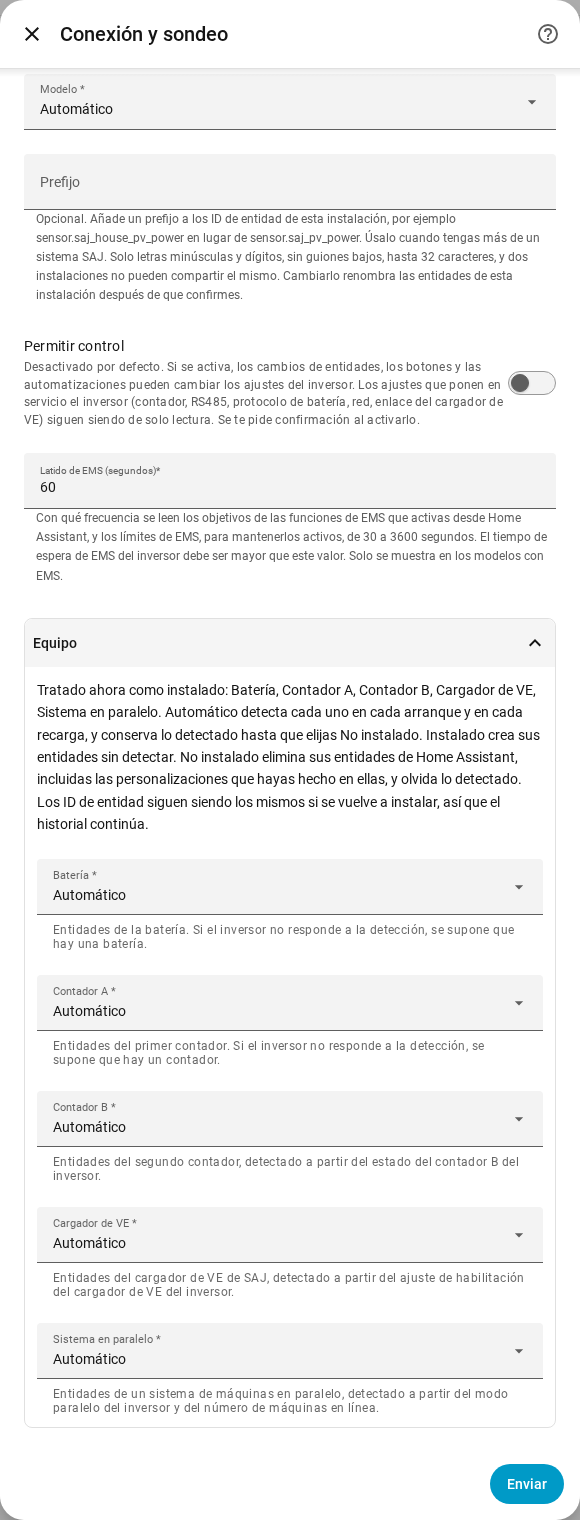 Conexión y sondeo
Modelo *
Automático
Prefijo
Opcional. Añade un prefijo a los ID de entidad de esta instalación, por ejemplo
sensor.saj_house_pv_power en lugar de sensor.saj_pv_power. Úsalo cuando tengas más de un
sistema SAJ. Solo letras minúsculas y dígitos, sin guiones bajos, hasta 32 caracteres, y dos
instalaciones no pueden compartir el mismo. Cambiarlo renombra las entidades de esta
instalación después de que confirmes.
Permitir control
Desactivado por defecto. Si se activa, los cambios de entidades, los botones y las
automatizaciones pueden cambiar los ajustes del inversor. Los ajustes que ponen en
servicio el inversor (contador, RS485, protocolo de batería, red, enlace del cargador de
VE) siguen siendo de solo lectura. Se te pide confirmación al activarlo.
Latido de EMS (segundos)*
60
Con qué frecuencia se leen los objetivos de las funciones de EMS que activas desde Home
Assistant, y los límites de EMS, para mantenerlos activos, de 30 a 3600 segundos. El tiempo de
espera de EMS del inversor debe ser mayor que este valor. Solo se muestra en los modelos con
EMS.
Equipo
Tratado ahora como instalado: Batería, Contador A, Contador B, Cargador de VE,
Sistema en paralelo. Automático detecta cada uno en cada arranque y en cada
recarga, y conserva lo detectado hasta que elijas No instalado. Instalado crea sus
entidades sin detectar. No instalado elimina sus entidades de Home Assistant,
incluidas las personalizaciones que hayas hecho en ellas, y olvida lo detectado.
Los ID de entidad siguen siendo los mismos si se vuelve a instalar, así que el
historial continúa.
Batería *
Automático
Entidades de la batería. Si el inversor no responde a la detección, se supone que
hay una batería.
Contador A *
Automático
Entidades del primer contador. Si el inversor no responde a la detección, se
supone que hay un contador.
Contador B *
Automático
Entidades del segundo contador, detectado a partir del estado del contador B del
inversor.
Cargador de VE *
Automático
Entidades del cargador de VE de SAJ, detectado a partir del ajuste de habilitación
del cargador de VE del inversor.
Sistema en paralelo *
Automático
Entidades de un sistema de máquinas en paralelo, detectado a partir del modo
paralelo del inversor y del número de máquinas en línea.
Enviar